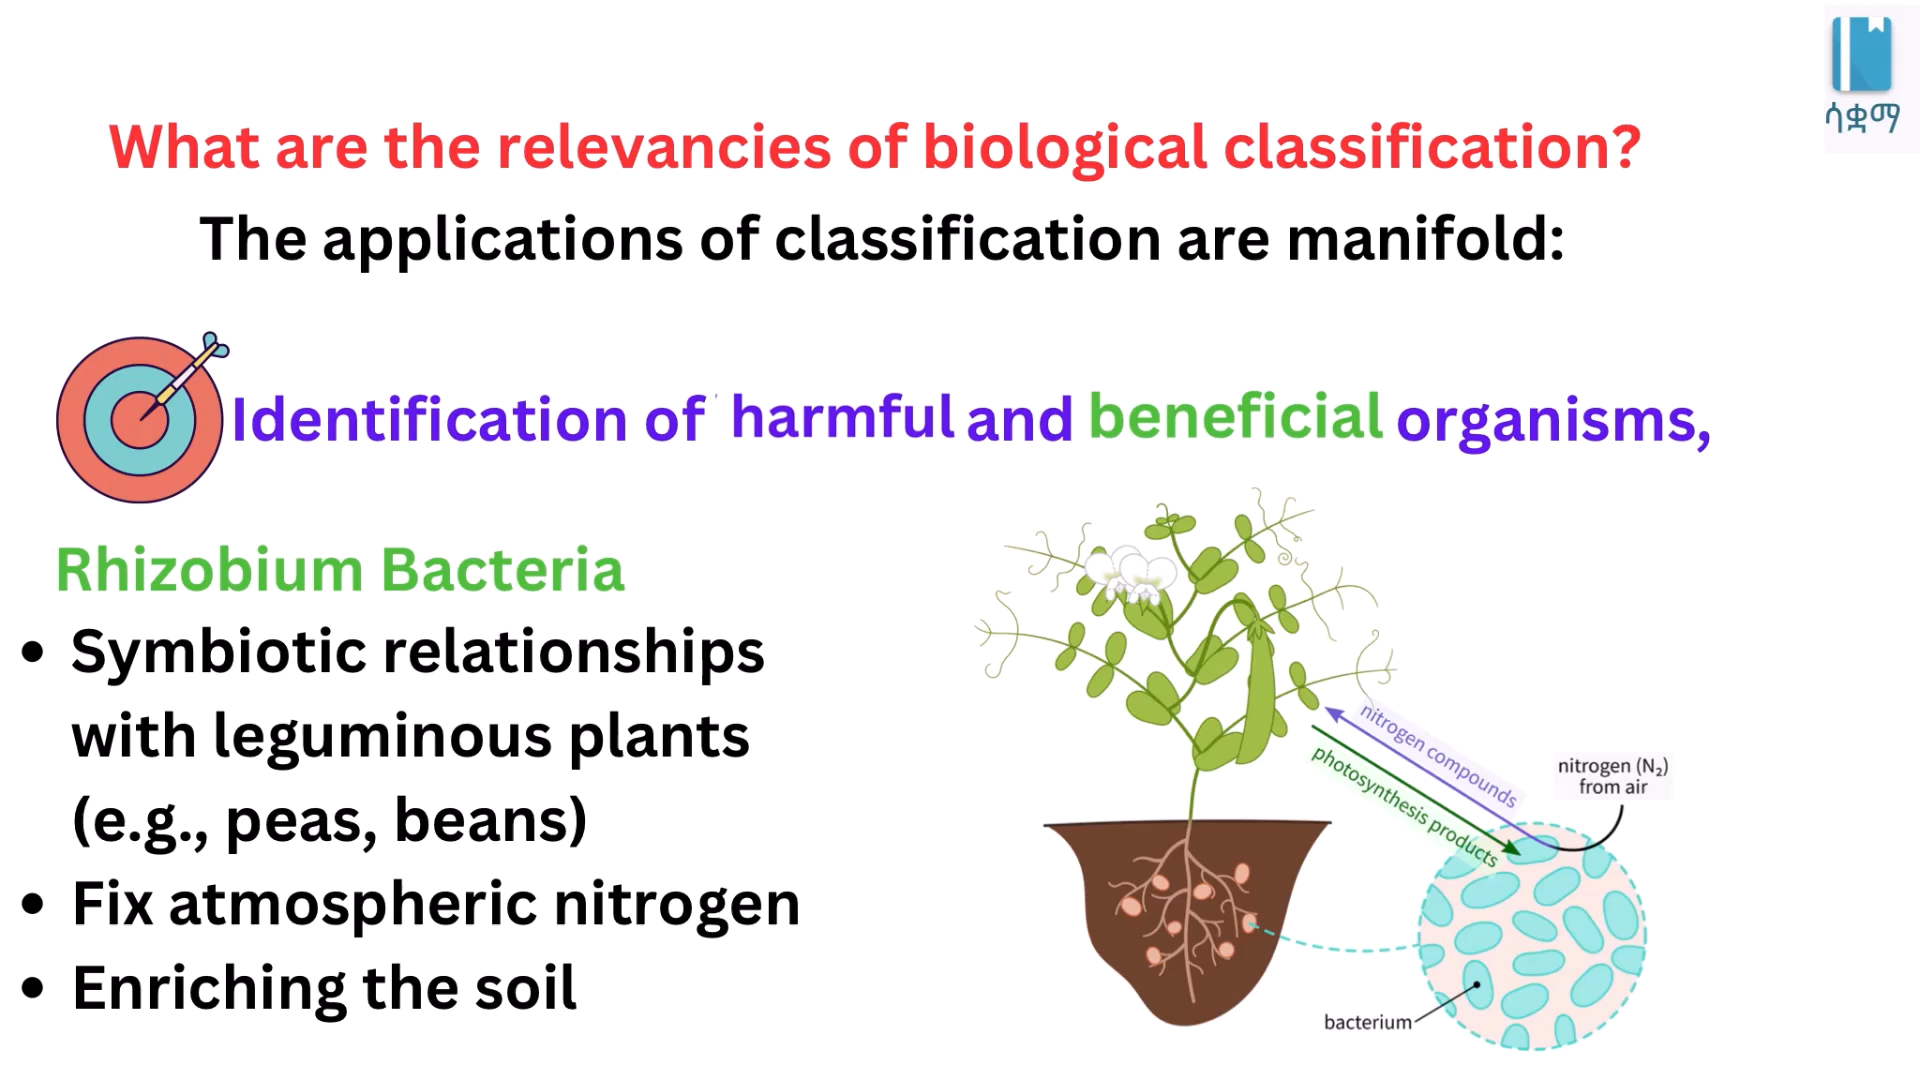 ሳቋማ
What are the relevancies of biological classification?
The applications of classification are manifold:
Identification of harmful and beneficial organisms,
Rhizobium Bacteria
• Symbiotic relationships
with leguminous plants
(e.g., peas, beans)
• Fix atmospheric nitrogen
• Enriching the soil
nitrogen compounds
photosynthesis products
nitrogen (N₂)
from air
bacterium